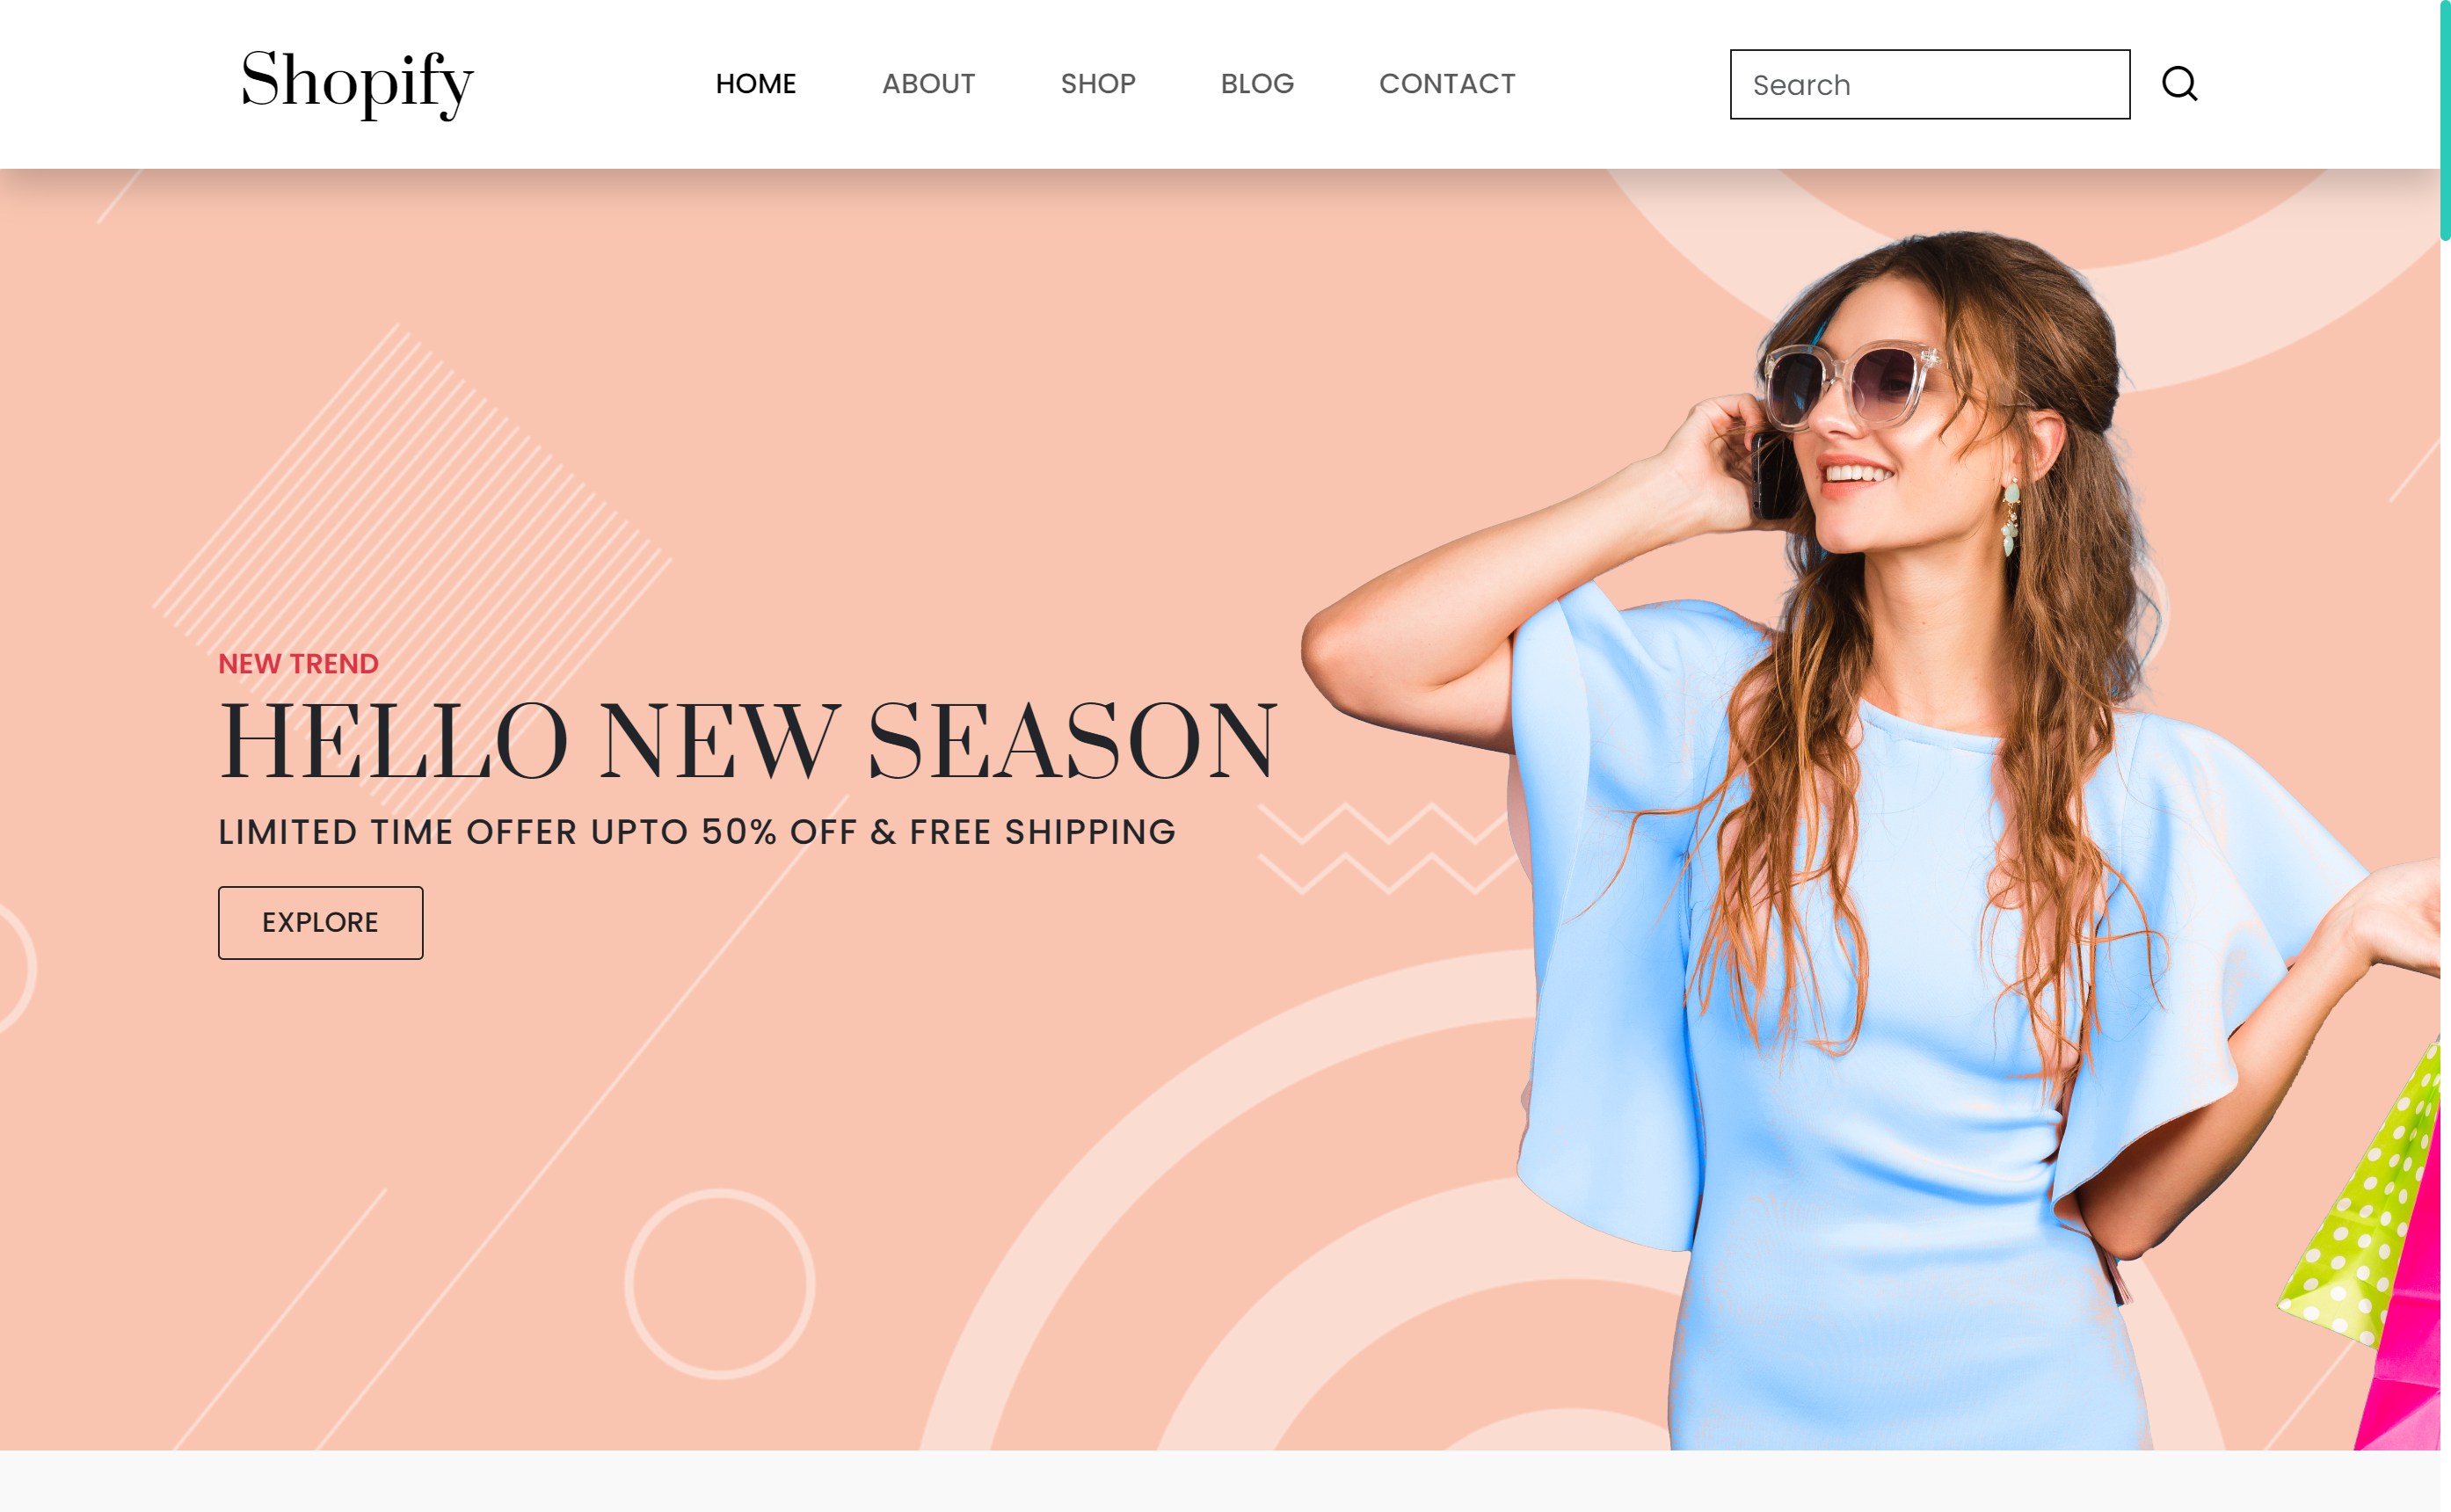 Shopify
HOME ABOUT SHOP BLOG CONTACT
Search
NEW TREND
HELLO NEW SEASON
LIMITED TIME OFFER UPTO 50% OFF & FREE SHIPPING
EXPLORE